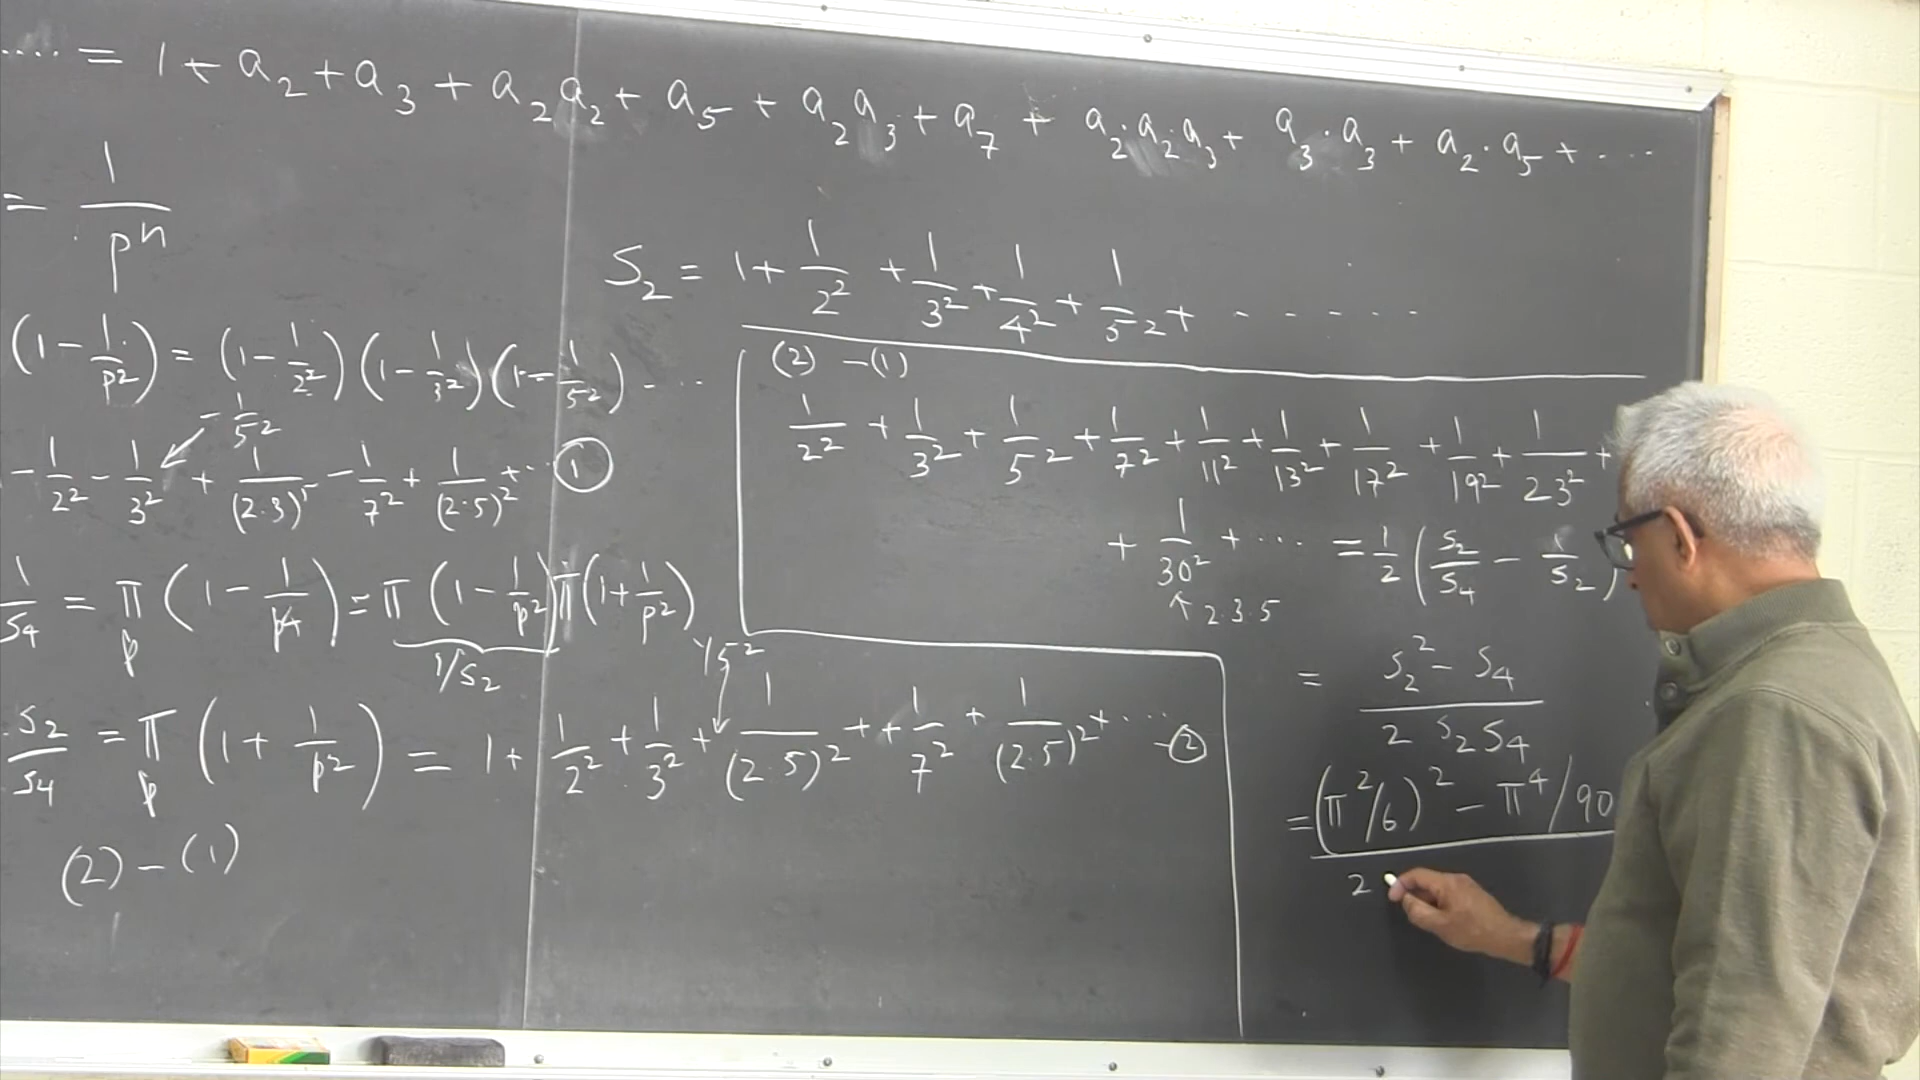 .... = 1 + a₂ + a₃ + a₂a₂ + a₅ + a₂a₃ + a₇ + a₂·a₂·a₃ + a₃·a₃ + a₂·a₅ + ...
= 1/pⁿ
S₂ = 1 + 1/2² + 1/3² + 1/4² + 1/5² + ......
(1 - 1/p²) = (1 - 1/2²)(1 - 1/3²)(1 - 1/5²) ....
- 1/5²
- 1/2² - 1/3² + 1/(2·3)² - 1/7² + 1/(2·5)² + ... ①
1/S₄ = π_p (1 - 1/p⁴) = π (1 - 1/p²) π (1 + 1/p²)
1/S₂
1/5²
S₂/S₄ = π_p (1 + 1/p²) = 1 + 1/2² + 1/3² + 1/(2·5)² + + 1/7² + 1/(2·5)² + ... -②
(2) - (1)
(2) - (1)
1/2² + 1/3² + 1/5² + 1/7² + 1/11² + 1/13² + 1/17² + 1/19² + 1/23² +
+ 1/30² + ... = 1/2 (S₂/S₄ - 1/S₂)
↑ 2·3·5
= (S₂² - S₄)/(2 S₂S₄)
= ((π²/6)² - π⁴/90)/(2